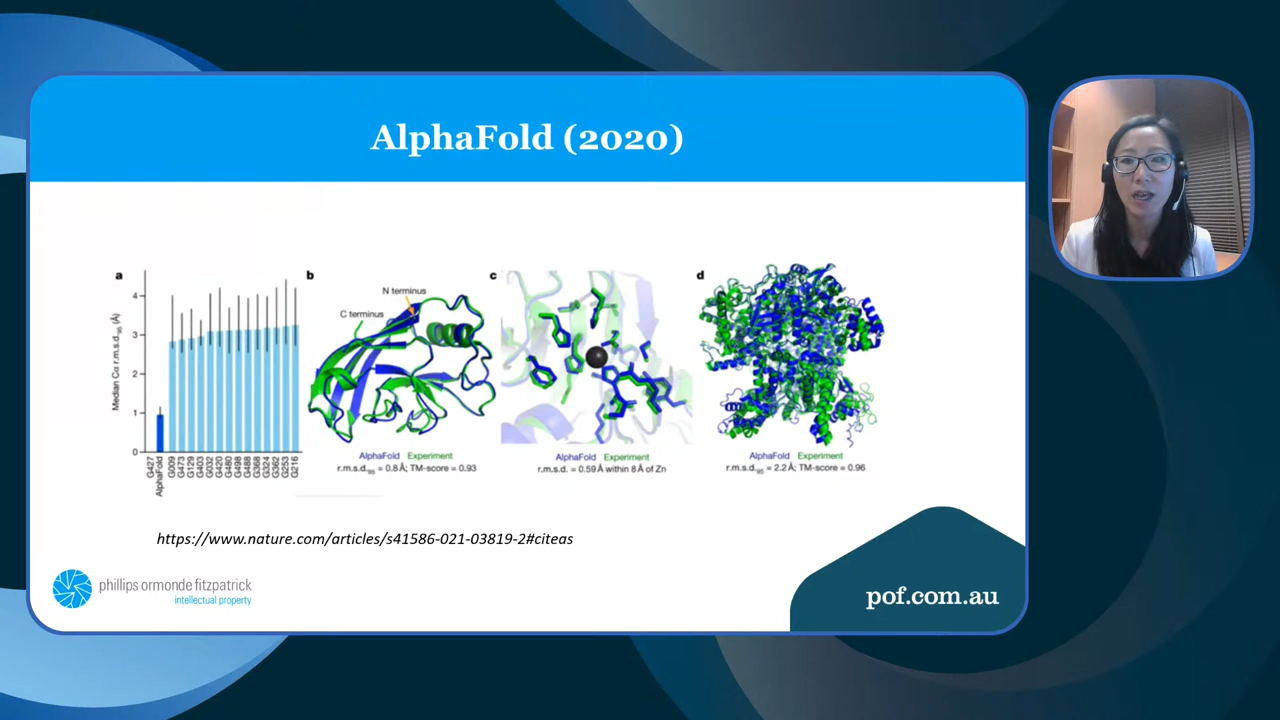 AlphaFold (2020)
a
Median Cα r.m.s.d.₉₅ (Å)
4
3
2
1
0
G427
AlphaFold
G009
G473
G129
G403
G032
G420
G480
G498
G488
G368
G324
G362
G253
G216
b
N terminus
C terminus
AlphaFold Experiment
r.m.s.d.₉₅ = 0.8 Å; TM-score = 0.93
c
AlphaFold Experiment
r.m.s.d. = 0.59 Å within 8 Å of Zn
d
AlphaFold Experiment
r.m.s.d.₉₅ = 2.2 Å; TM-score = 0.96
https://www.nature.com/articles/s41586-021-03819-2#citeas
phillips ormonde fitzpatrick
intellectual property
pof.com.au